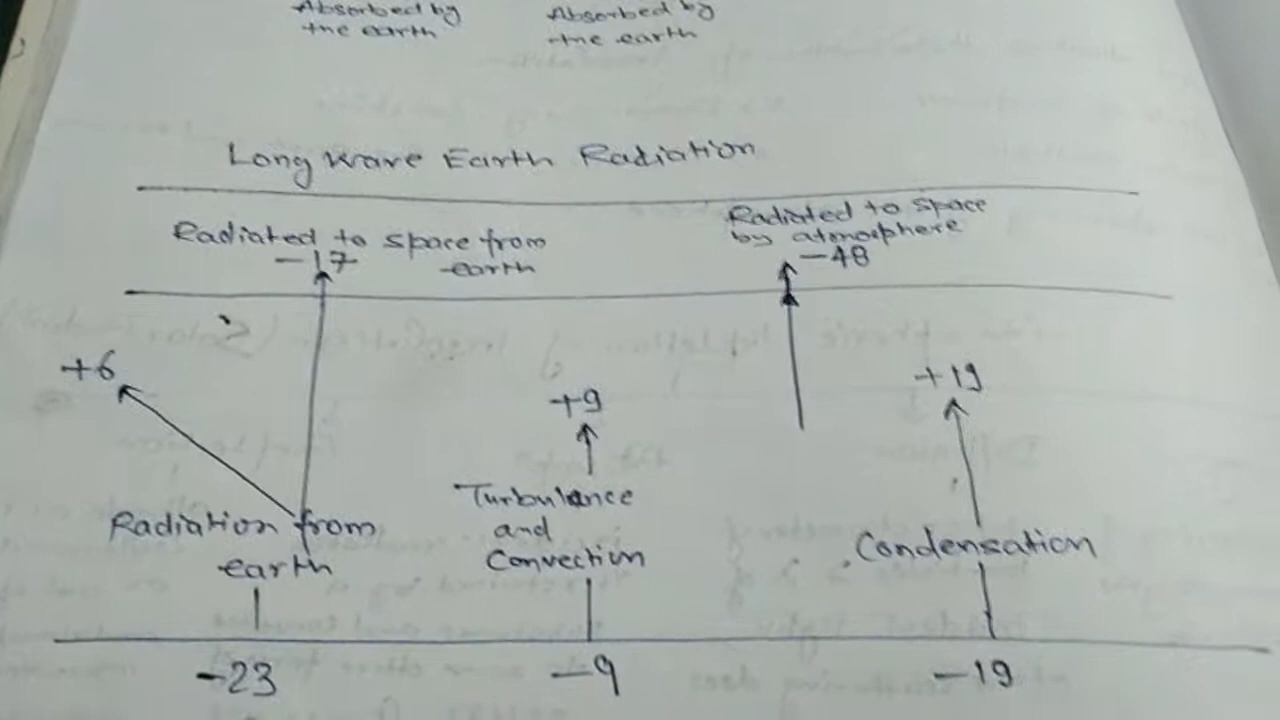 Absorbed by
the earth
Absorbed by
the earth
Long Wave Earth Radiation
Radiated to space from
earth
-17
Radiated to space
by atmosphere
-48
+6
+9
+19
Radiation from
earth
Turbulance
and
Convection
Condensation
-23
-9
-19